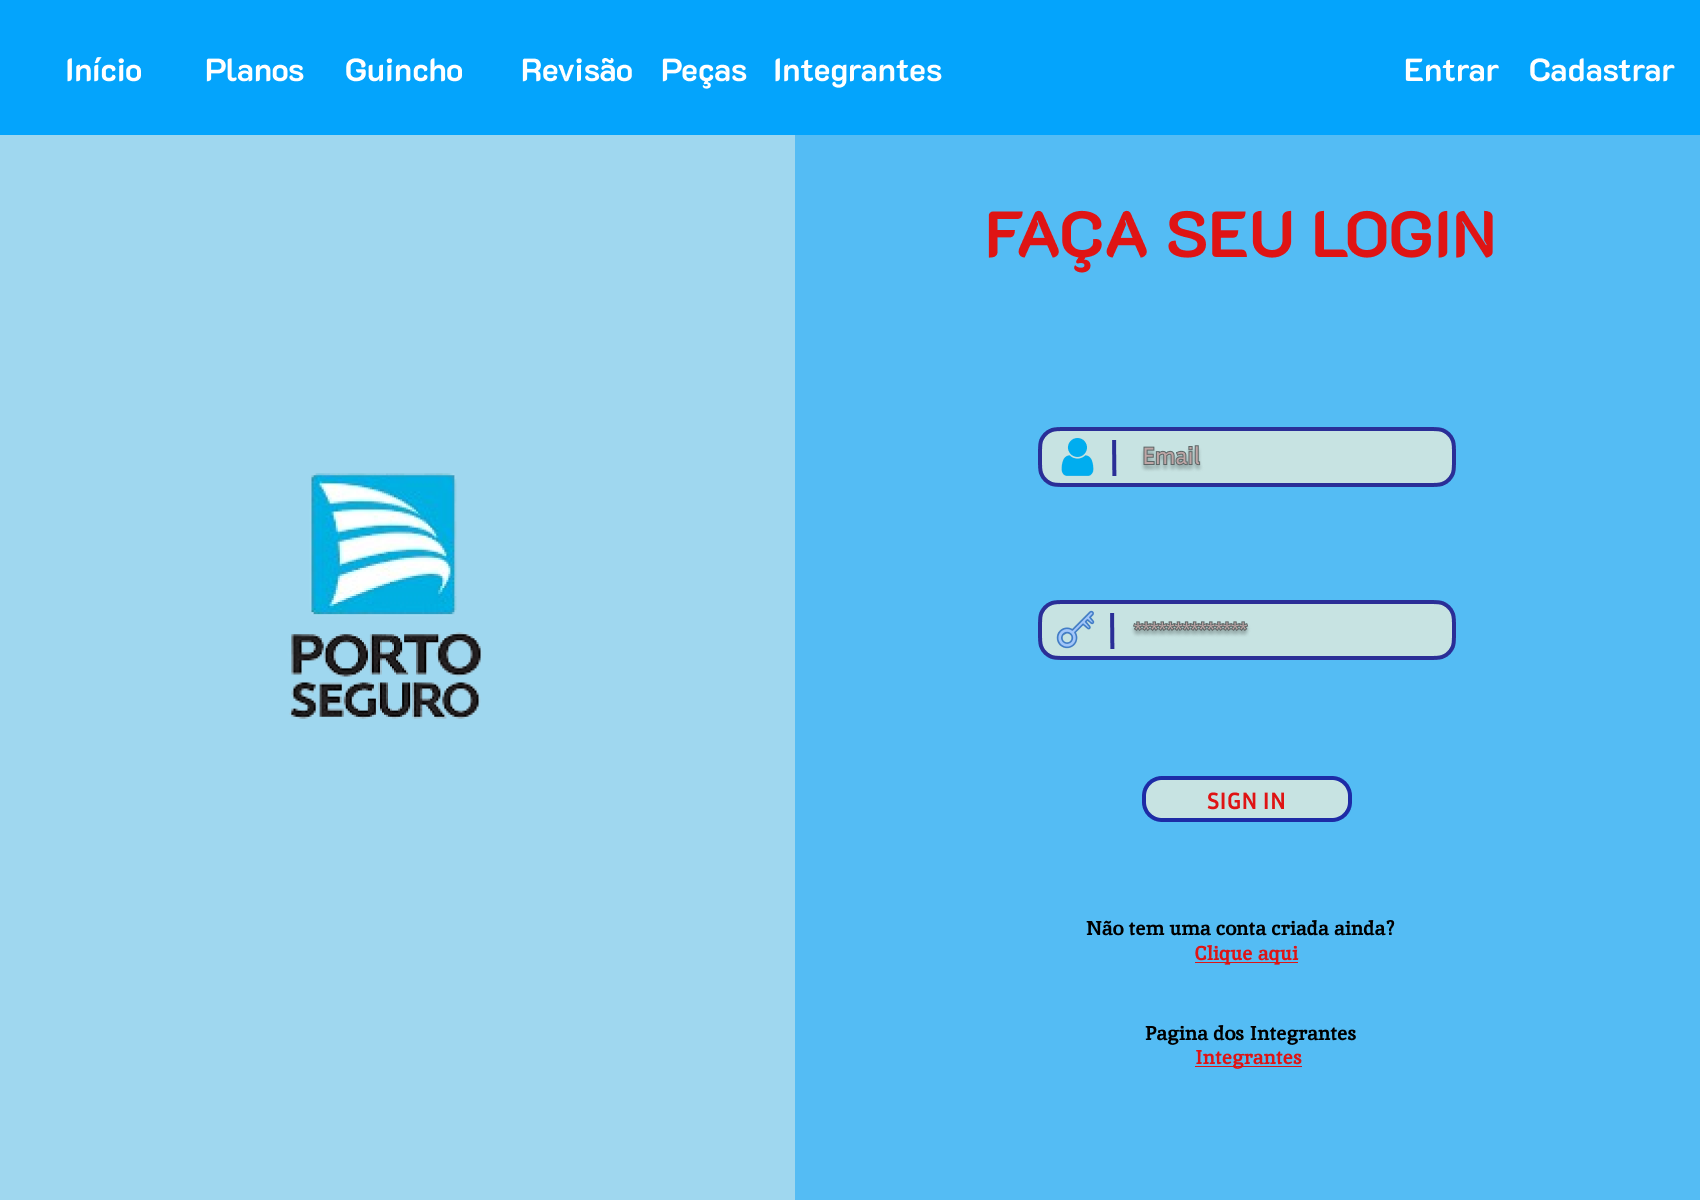 Início Planos Guincho Revisão Peças Integrantes Entrar Cadastrar
FAÇA SEU LOGIN
Email
PORTO
SEGURO
***************
SIGN IN
Não tem uma conta criada ainda?
Clique aqui
Pagina dos Integrantes
Integrantes